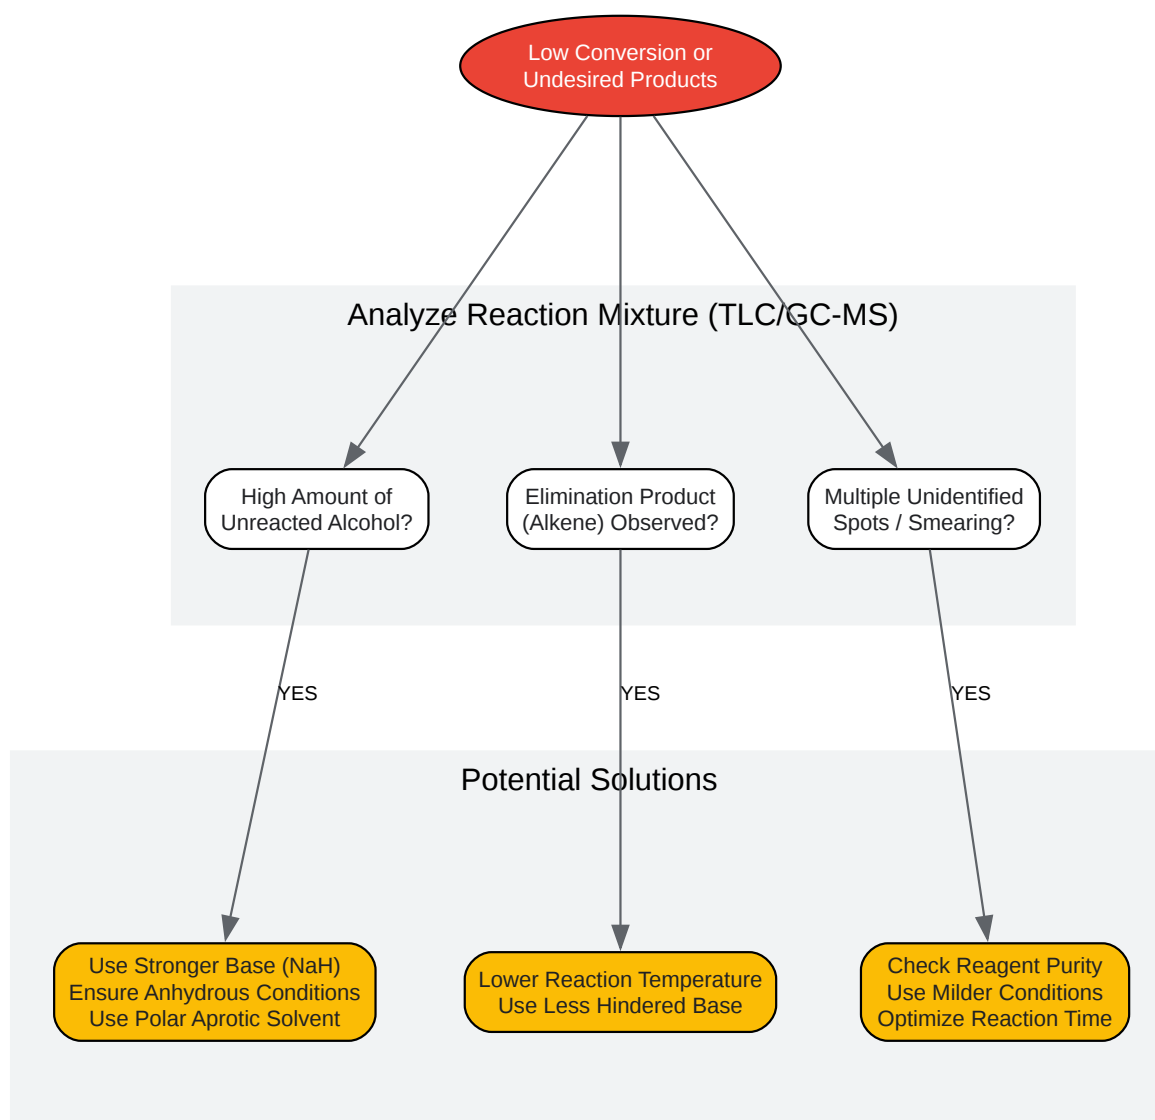 Low Conversion or
Undesired Products
Analyze Reaction Mixture (TLC/GC-MS)
High Amount of
Unreacted Alcohol?
Elimination Product
(Alkene) Observed?
Multiple Unidentified
Spots / Smearing?
YES
YES
YES
Potential Solutions
Use Stronger Base (NaH)
Ensure Anhydrous Conditions
Use Polar Aprotic Solvent
Lower Reaction Temperature
Use Less Hindered Base
Check Reagent Purity
Use Milder Conditions
Optimize Reaction Time